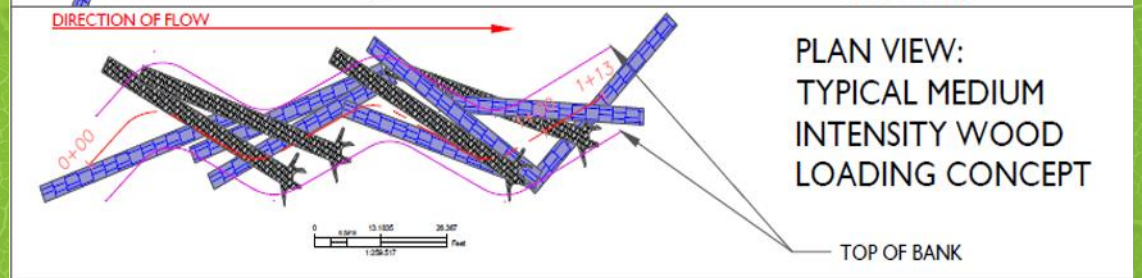 DIRECTION OF FLOW
PLAN VIEW:
TYPICAL MEDIUM
INTENSITY WOOD
LOADING CONCEPT
0+00
1+13
0
13.1835
26.367
Feet
1:259.517
TOP OF BANK